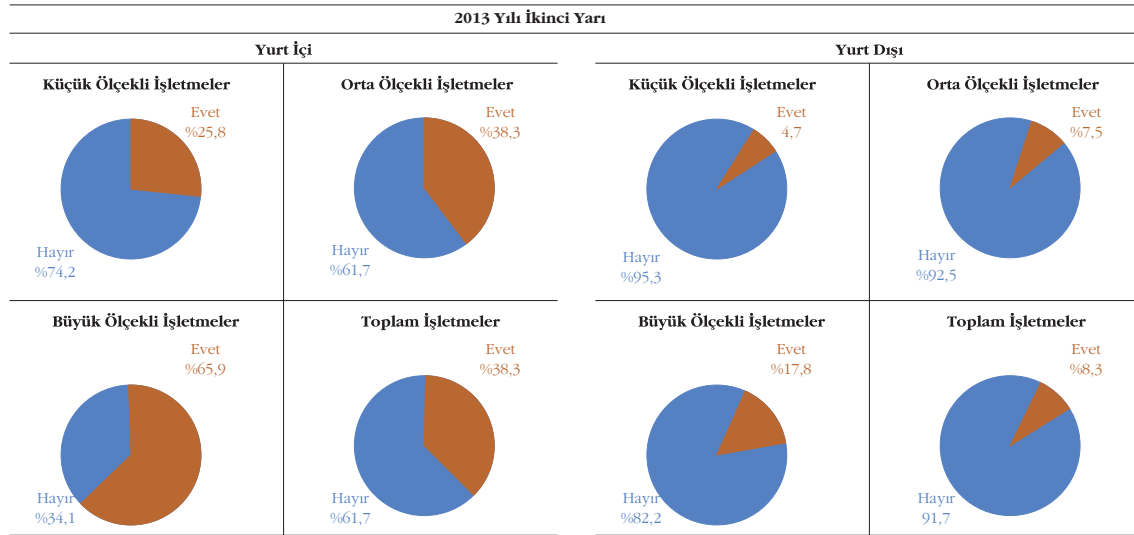 2013 Yılı İkinci Yarı
Yurt İçi
Küçük Ölçekli İşletmeler
Evet
%25,8
Hayır
%74,2
Orta Ölçekli İşletmeler
Evet
%38,3
Hayır
%61,7
Büyük Ölçekli İşletmeler
Evet
%65,9
Hayır
%34,1
Toplam İşletmeler
Evet
%38,3
Hayır
%61,7
Yurt Dışı
Küçük Ölçekli İşletmeler
Evet
4,7
Hayır
%95,3
Orta Ölçekli İşletmeler
Evet
%7,5
Hayır
%92,5
Büyük Ölçekli İşletmeler
Evet
%17,8
Hayır
%82,2
Toplam İşletmeler
Evet
%8,3
Hayır
91,7